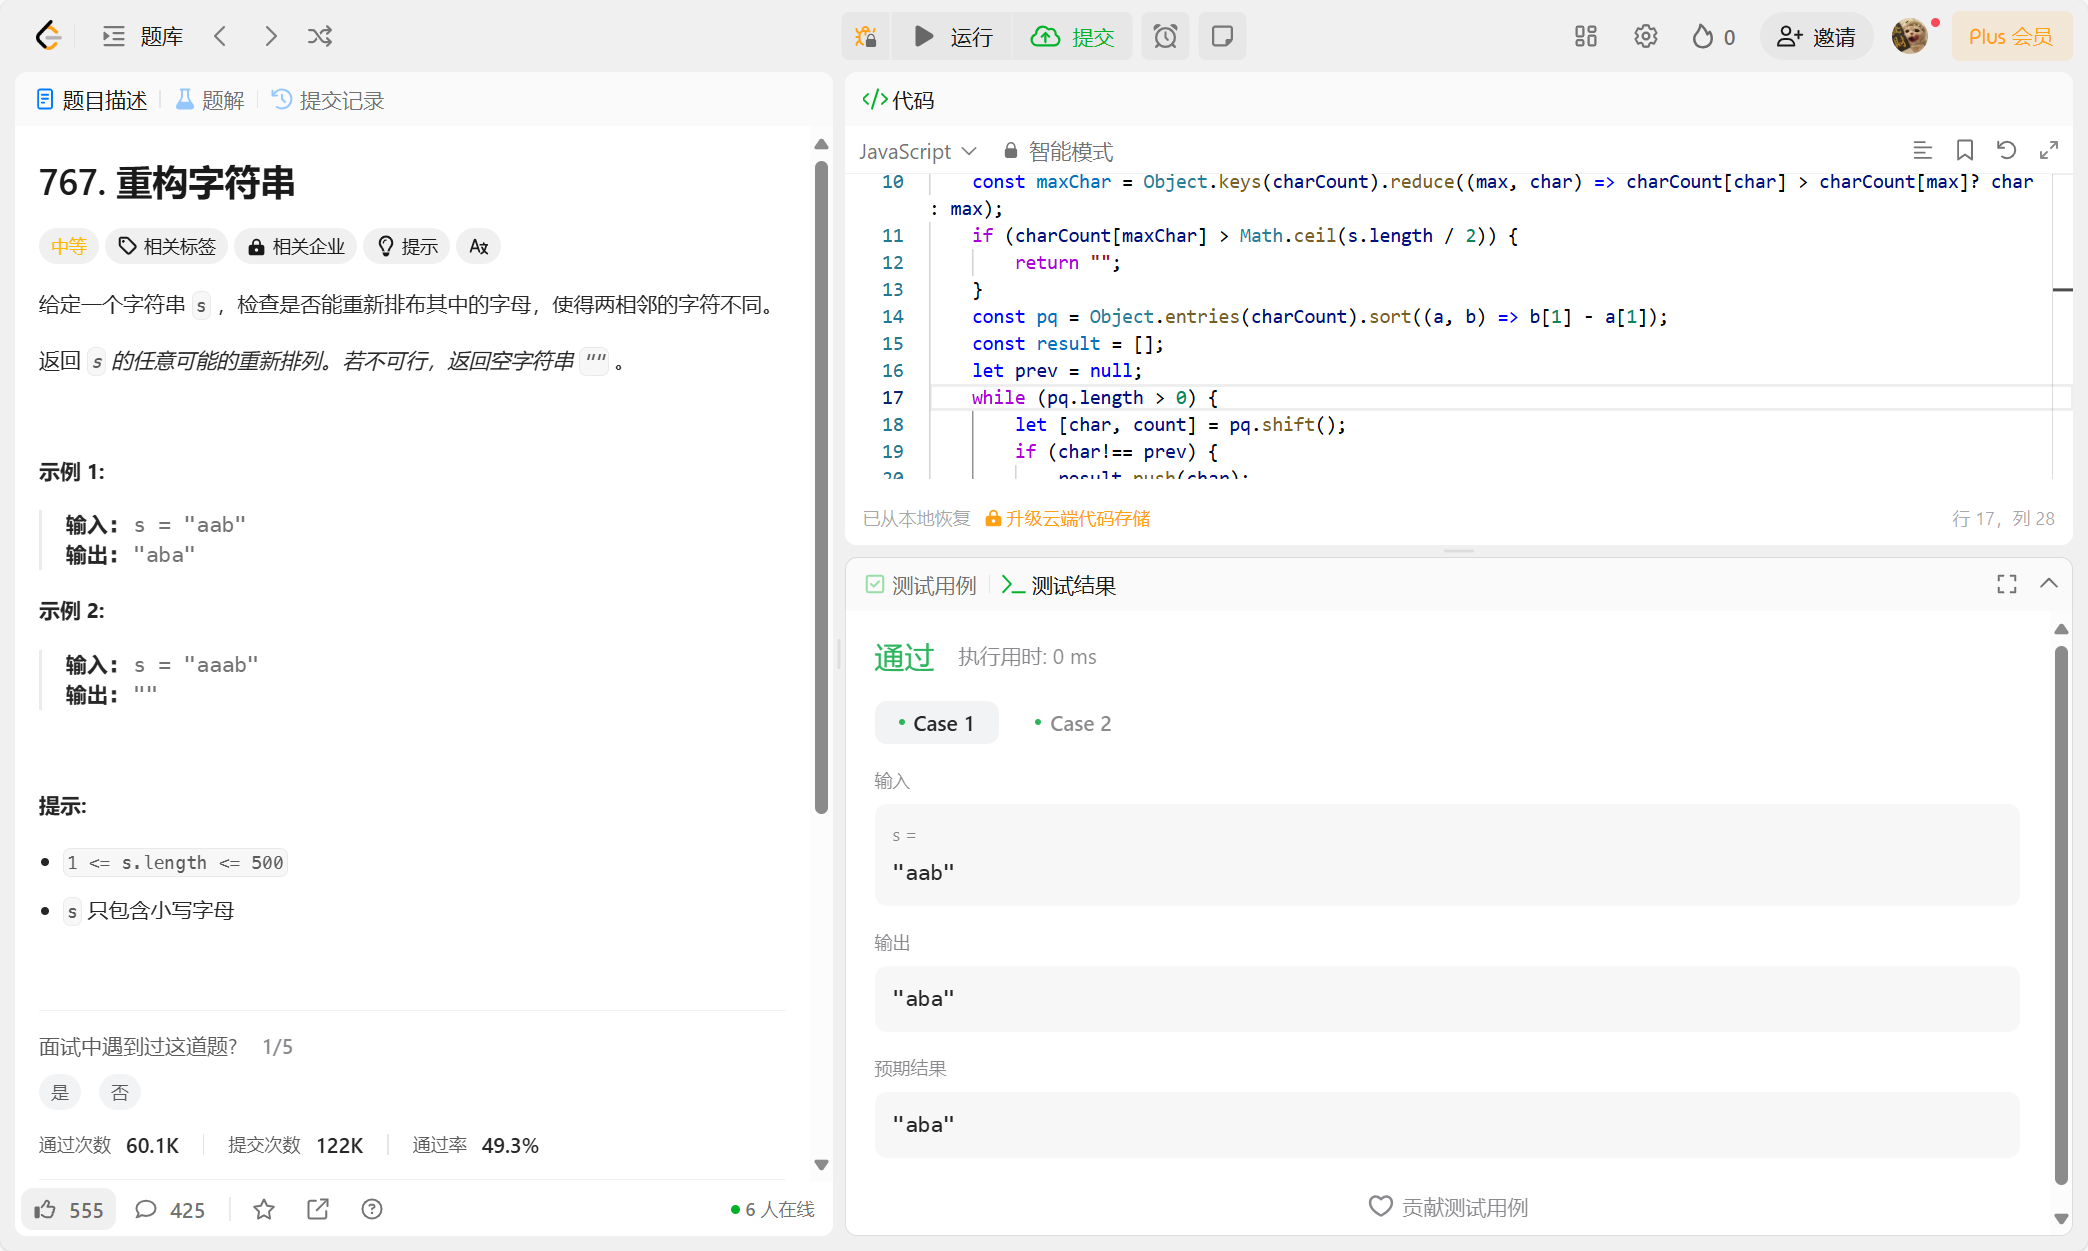 题库
运行
提交
0
邀请
Plus 会员
题目描述
题解
提交记录
767. 重构字符串
中等
相关标签
相关企业
提示
给定一个字符串 s ，检查是否能重新排布其中的字母，使得两相邻的字符不同。
返回 s 的任意可能的重新排列。若不可行，返回空字符串 "" 。
示例 1:
输入：s = "aab"
输出："aba"
示例 2:
输入：s = "aaab"
输出：""
提示:
1 <= s.length <= 500
s 只包含小写字母
面试中遇到过这道题? 1/5
是
否
通过次数 60.1K
提交次数 122K
通过率 49.3%
555
425
6 人在线
代码
JavaScript
智能模式
10 const maxChar = Object.keys(charCount).reduce((max, char) => charCount[char] > charCount[max]? char
: max);
11 if (charCount[maxChar] > Math.ceil(s.length / 2)) {
12 return "";
13 }
14 const pq = Object.entries(charCount).sort((a, b) => b[1] - a[1]);
15 const result = [];
16 let prev = null;
17 while (pq.length > 0) {
18 let [char, count] = pq.shift();
19 if (char!== prev) {
20 result.push(char);
已从本地恢复
升级云端代码存储
行 17，列 28
测试用例
测试结果
通过
执行用时: 0 ms
Case 1
Case 2
输入
s =
"aab"
输出
"aba"
预期结果
"aba"
贡献测试用例